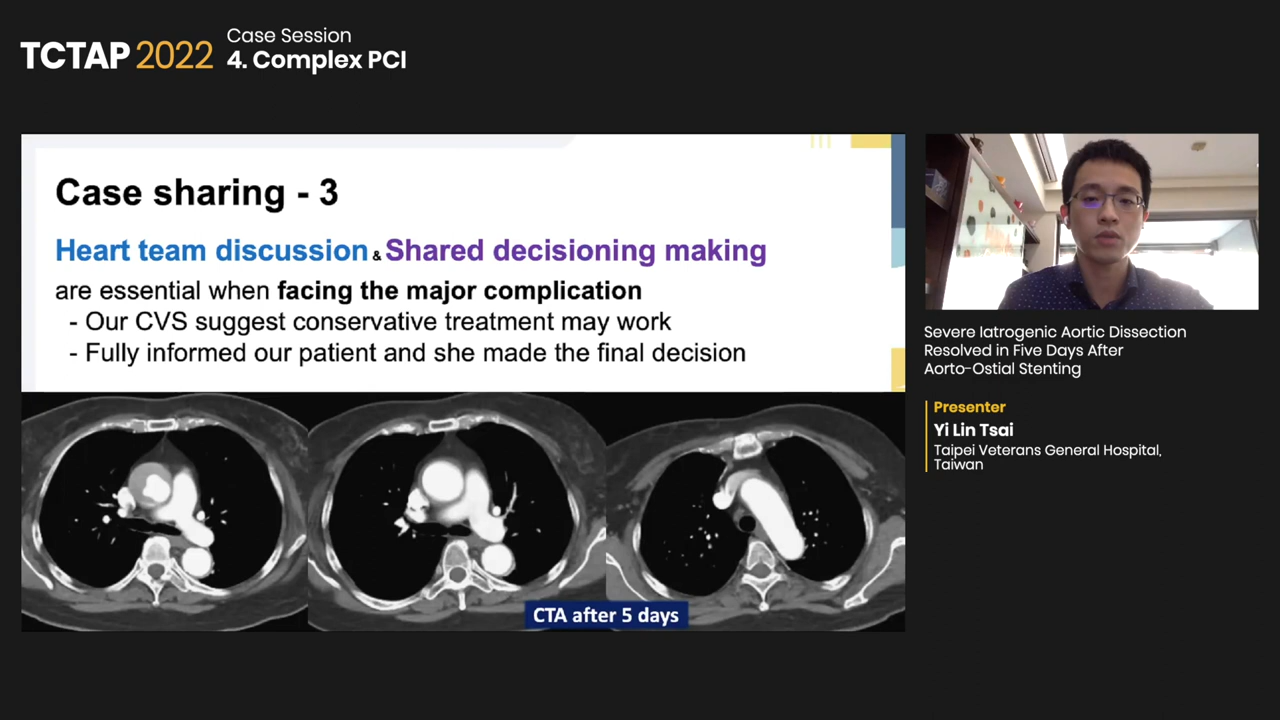 TCTAP 2022
Case Session
4. Complex PCI
Case sharing - 3
Heart team discussion & Shared decisioning making
are essential when facing the major complication
- Our CVS suggest conservative treatment may work
- Fully informed our patient and she made the final decision
CTA after 5 days
Severe Iatrogenic Aortic Dissection
Resolved in Five Days After
Aorto-Ostial Stenting
Presenter
Yi Lin Tsai
Taipei Veterans General Hospital,
Taiwan